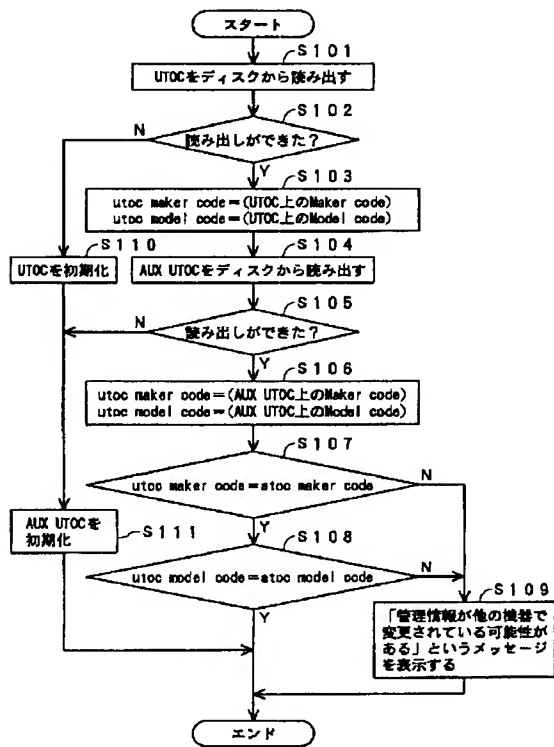 スタート
S101
UTOCをディスクから読み出す
S102
N
読み出しができた?
Y
S103
utoc maker code=(UTOC上のMaker code)
utoc model code=(UTOC上のModel code)
S110
UTOCを初期化
S104
AUX UTOCをディスクから読み出す
S105
N
読み出しができた?
Y
S106
utoc maker code=(AUX UTOC上のMaker code)
utoc model code=(AUX UTOC上のModel code)
S107
utoc maker code=atoc maker code
N
Y
AUX UTOCを
初期化
S111
S108
utoc model code=atoc model code
N
Y
S109
「管理情報が他の機器で
変更されている可能性が
ある」というメッセージ
を表示する
エンド